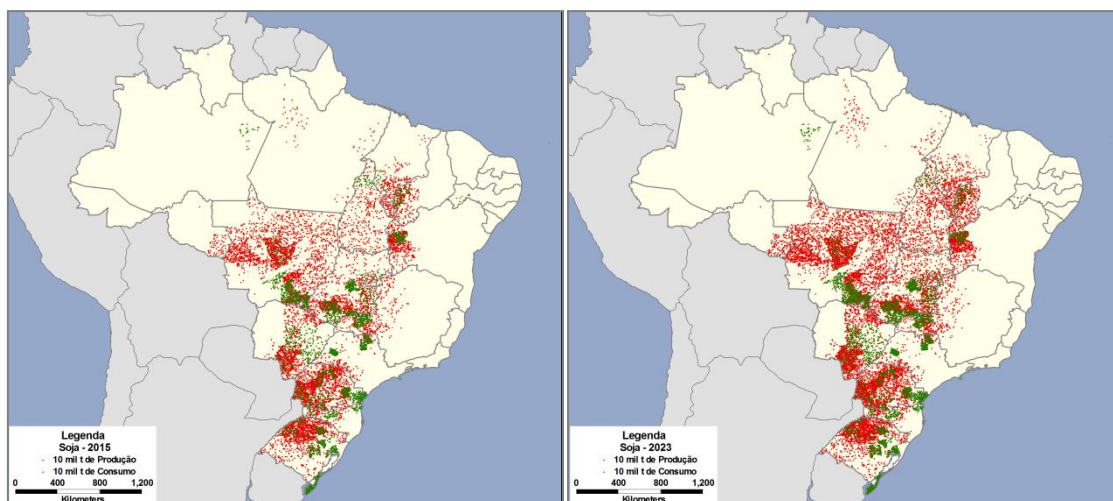 Legenda
Soja - 2015
10 mil t de Produção
10 mil t de Consumo
0 400 800 1,200
Kilometers
Legenda
Soja - 2023
10 mil t de Produção
10 mil t de Consumo
0 400 800 1,200
Kilometers